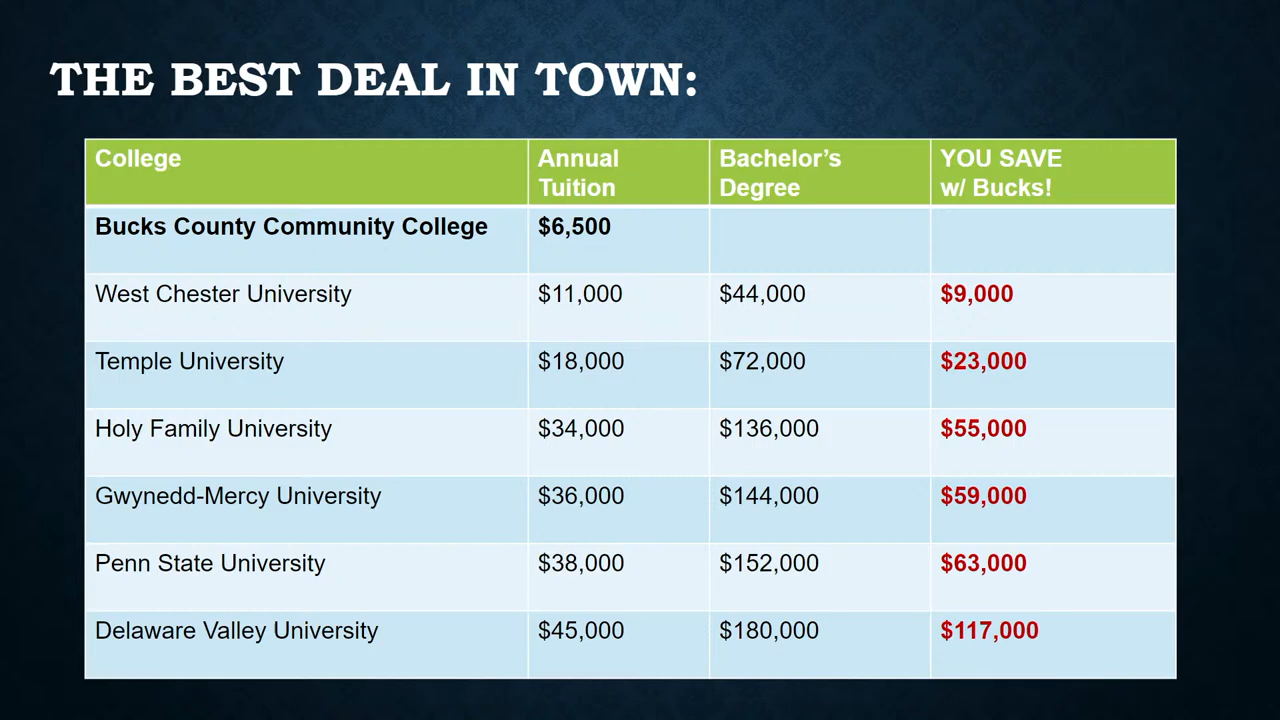 THE BEST DEAL IN TOWN:
College Annual Tuition Bachelor’s Degree YOU SAVE w/ Bucks!
Bucks County Community College $6,500
West Chester University $11,000 $44,000 $9,000
Temple University $18,000 $72,000 $23,000
Holy Family University $34,000 $136,000 $55,000
Gwynedd-Mercy University $36,000 $144,000 $59,000
Penn State University $38,000 $152,000 $63,000
Delaware Valley University $45,000 $180,000 $117,000